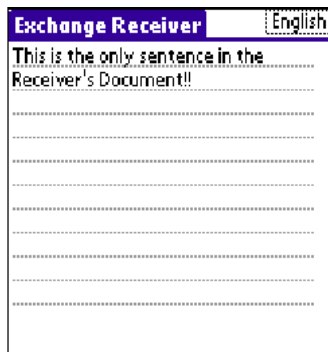 Exchange Receiver
English
This is the only sentence in the
Receiver's Document!!